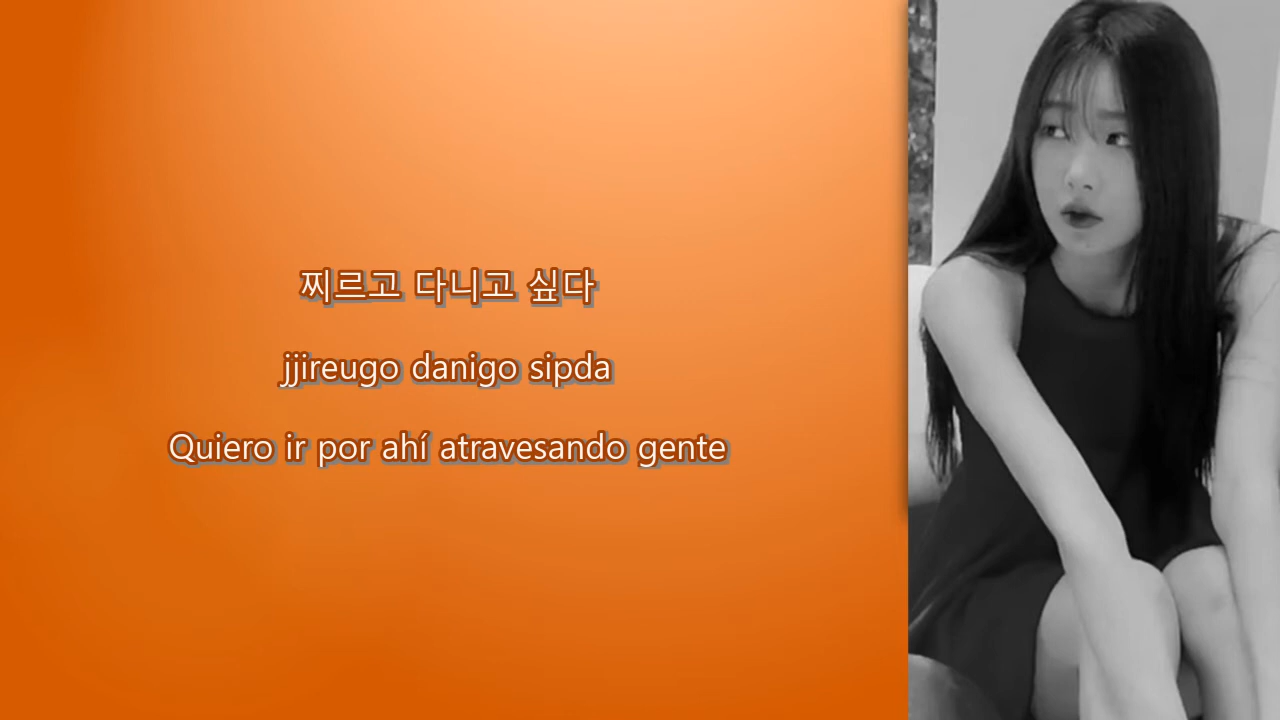 찌르고 다니고 싶다
jjireugo danigo sipda
Quiero ir por ahí atravesando gente